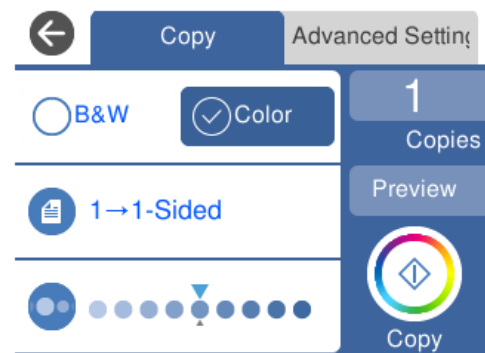 Copy
Advanced Setting
B&W
Color
1
Copies
1→1-Sided
Preview
Copy